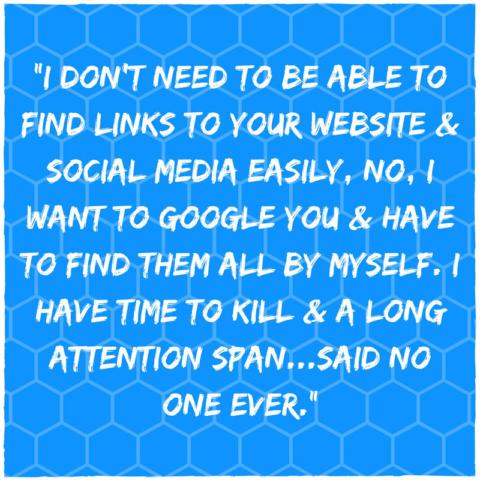 "I DON'T NEED TO BE ABLE TO
FIND LINKS TO YOUR WEBSITE &
SOCIAL MEDIA EASILY, NO, I
WANT TO GOOGLE YOU & HAVE
TO FIND THEM ALL BY MYSELF. I
HAVE TIME TO KILL & A LONG
ATTENTION SPAN...SAID NO
ONE EVER."